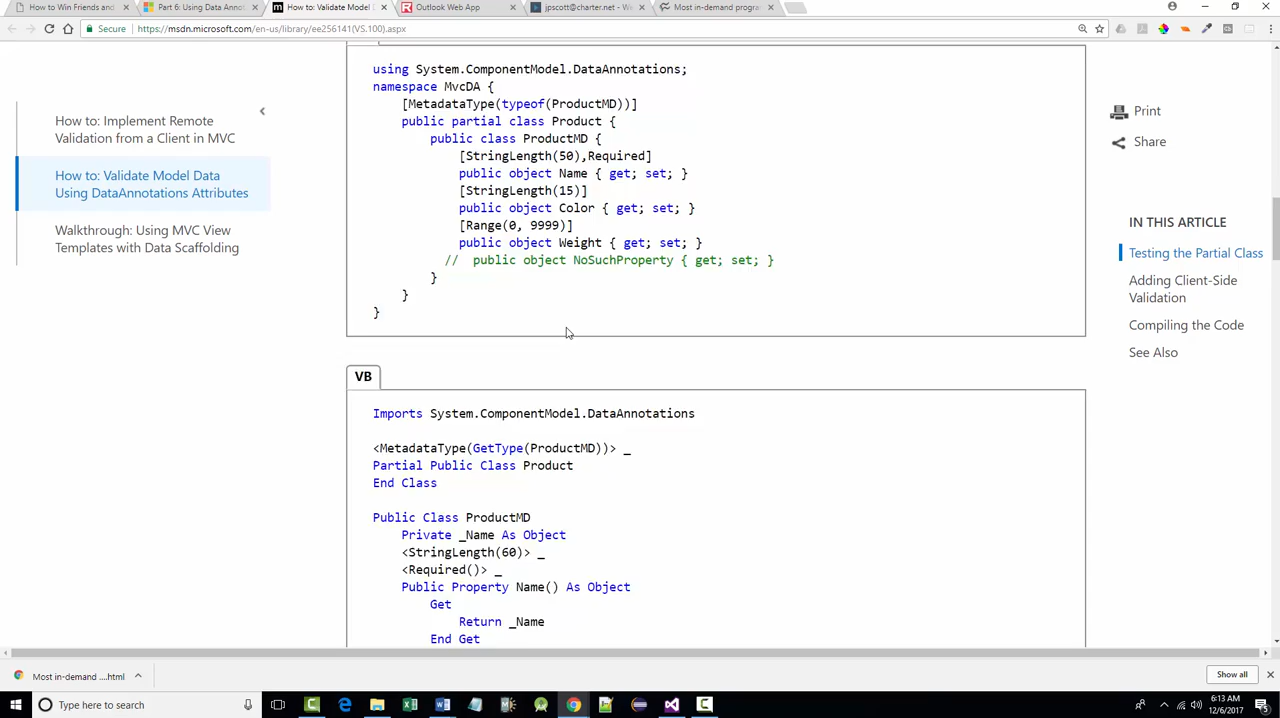 How to Win Friends and
Part 6: Using Data Annot
How to: Validate Model
Outlook Web App
jpscott@charter.net - We
Most in-demand progra
Secure
https://msdn.microsoft.com/en-us/library/ee256141(VS.100).aspx
How to: Implement Remote
Validation from a Client in MVC
How to: Validate Model Data
Using DataAnnotations Attributes
Walkthrough: Using MVC View
Templates with Data Scaffolding
using System.ComponentModel.DataAnnotations;
namespace MvcDA {
[MetadataType(typeof(ProductMD))]
public partial class Product {
public class ProductMD {
[StringLength(50),Required]
public object Name { get; set; }
[StringLength(15)]
public object Color { get; set; }
[Range(0, 9999)]
public object Weight { get; set; }
// public object NoSuchProperty { get; set; }
}
}
}
VB
Imports System.ComponentModel.DataAnnotations
<MetadataType(GetType(ProductMD))> _
Partial Public Class Product
End Class
Public Class ProductMD
Private _Name As Object
<StringLength(60)> _
<Required()> _
Public Property Name() As Object
Get
Return _Name
End Get
Print
Share
IN THIS ARTICLE
Testing the Partial Class
Adding Client-Side
Validation
Compiling the Code
See Also
Most in-demand ....html
Show all
Type here to search
6:13 AM
12/6/2017